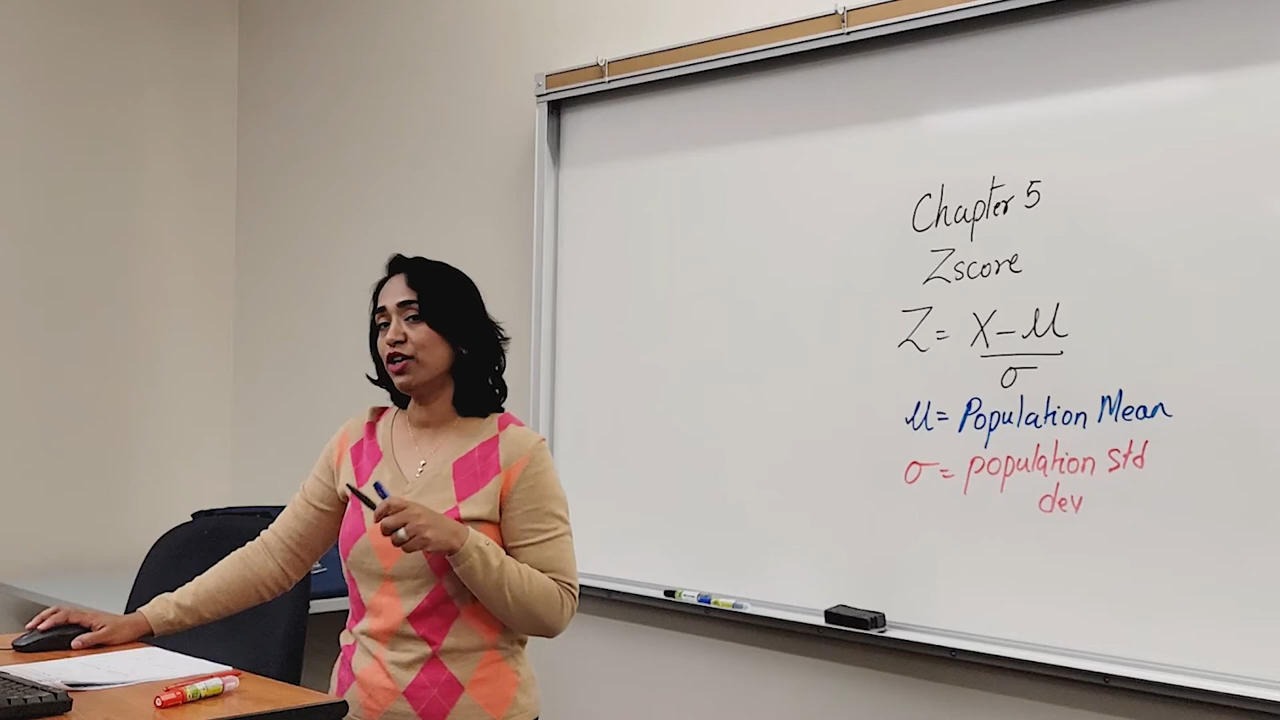 Chapter 5
Zscore
Z = X - μ / σ
μ = Population Mean
σ = population std
dev